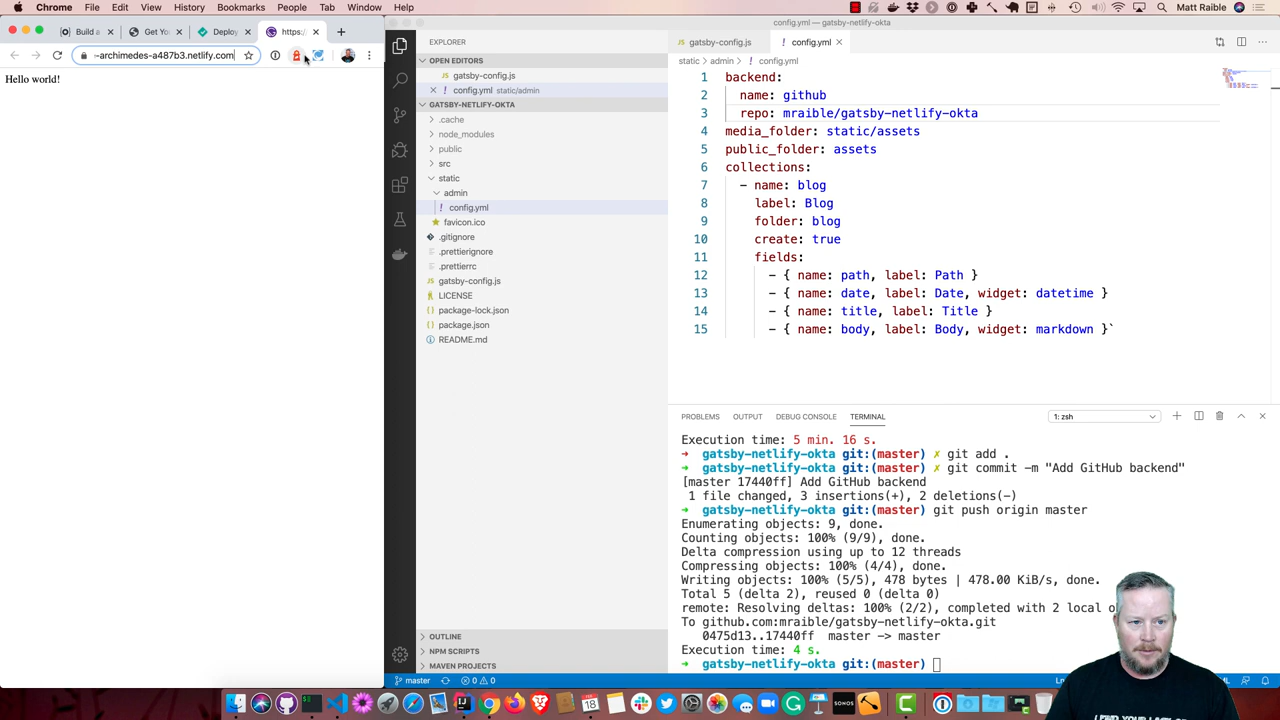 Chrome File Edit View History Bookmarks People Tab Window Help
Matt Raible
Build a
Get Yo
Deploy
https:/
-archimedes-a487b3.netlify.com
Hello world!
config.yml — gatsby-netlify-okta
EXPLORER
OPEN EDITORS
gatsby-config.js
config.yml static/admin
GATSBY-NETLIFY-OKTA
.cache
node_modules
public
src
static
admin
config.yml
favicon.ico
.gitignore
.prettierignore
.prettierrc
gatsby-config.js
LICENSE
package-lock.json
package.json
README.md
OUTLINE
NPM SCRIPTS
MAVEN PROJECTS
gatsby-config.js
config.yml
static > admin > config.yml
1 backend:
2 name: github
3 repo: mraible/gatsby-netlify-okta
4 media_folder: static/assets
5 public_folder: assets
6 collections:
7 - name: blog
8 label: Blog
9 folder: blog
10 create: true
11 fields:
12 - { name: path, label: Path }
13 - { name: date, label: Date, widget: datetime }
14 - { name: title, label: Title }
15 - { name: body, label: Body, widget: markdown }`
PROBLEMS OUTPUT DEBUG CONSOLE TERMINAL
1: zsh
Execution time: 5 min. 16 s.
➜ gatsby-netlify-okta git:(master) ✗ git add .
➜ gatsby-netlify-okta git:(master) ✗ git commit -m "Add GitHub backend"
[master 17440ff] Add GitHub backend
1 file changed, 3 insertions(+), 2 deletions(-)
➜ gatsby-netlify-okta git:(master) git push origin master
Enumerating objects: 9, done.
Counting objects: 100% (9/9), done.
Delta compression using up to 12 threads
Compressing objects: 100% (4/4), done.
Writing objects: 100% (5/5), 478 bytes | 478.00 KiB/s, done.
Total 5 (delta 2), reused 0 (delta 0)
remote: Resolving deltas: 100% (2/2), completed with 2 local o
To github.com:mraible/gatsby-netlify-okta.git
0475d13..17440ff master -> master
Execution time: 4 s.
➜ gatsby-netlify-okta git:(master)
master
0 0